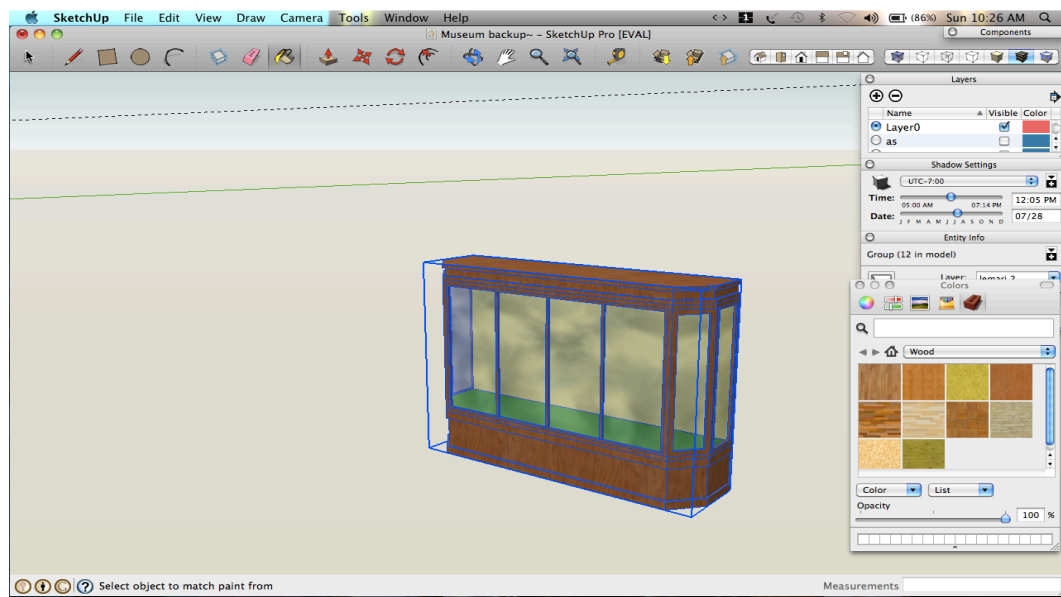 SketchUp File Edit View Draw Camera Tools Window Help (86%) Sun 10:26 AM
Museum backup~ - SketchUp Pro [EVAL]
Components
Layers
Name Visible Color
Layer0
as
Shadow Settings
UTC-7:00
Time: 05:00 AM 07:14 PM 12:05 PM
Date: J F M A M J J A S O N D 07/28
Entity Info
Group (12 in model)
Layer: lemari 2
Colors
Wood
Color List
Opacity
100 %
Select object to match paint from
Measurements